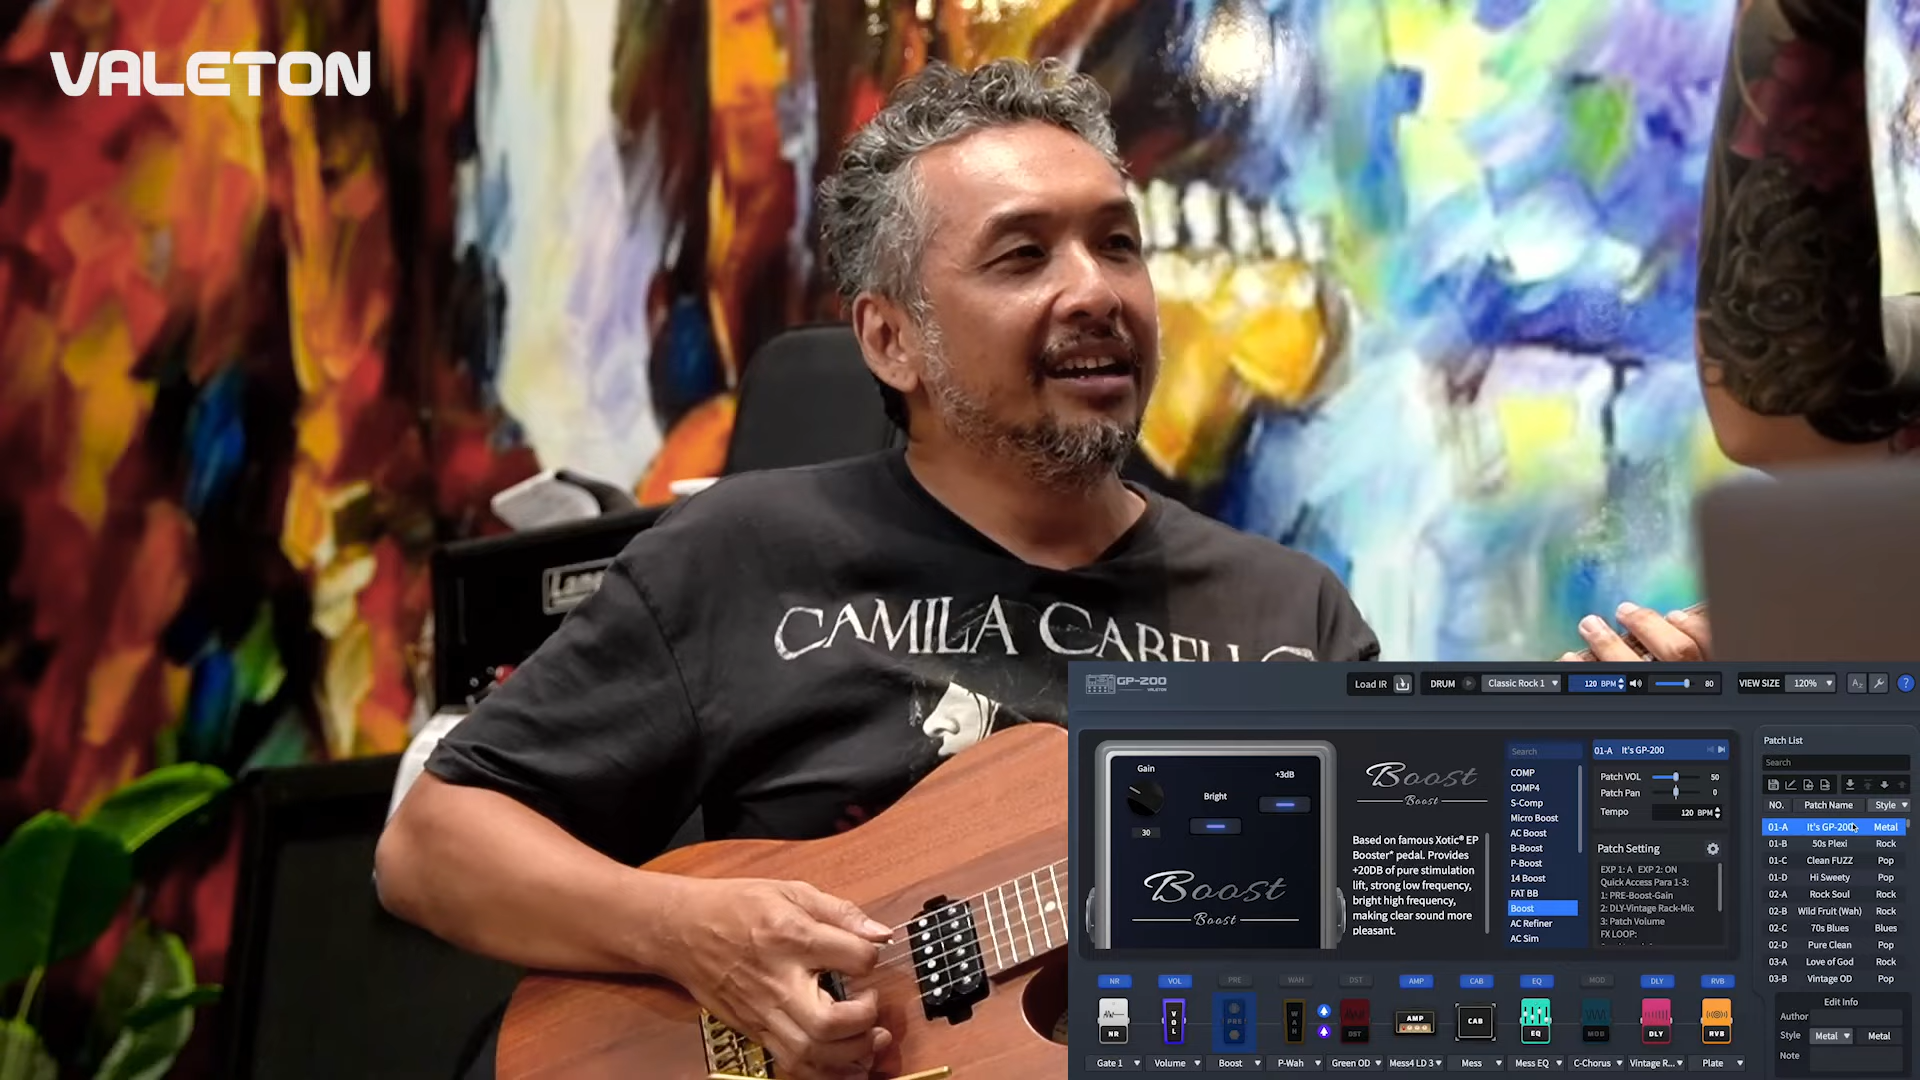 VALETON
CAMILA CABELLO
GP-200
VALETON
Load IR
DRUM
Classic Rock 1
120 BPM
80
VIEW SIZE
120%
?
Gain
30
Bright
+3dB
Boost
Boost
Boost
Boost
Based on famous Xotic® EP
Booster® pedal. Provides
+20DB of pure stimulation
lift, strong low frequency,
bright high frequency,
making clear sound more
pleasant.
Search
COMP
COMP4
S-Comp
Micro Boost
AC Boost
B-Boost
P-Boost
14 Boost
FAT BB
Boost
AC Refiner
AC Sim
01-A It's GP-200
Patch VOL 50
Patch Pan 0
Tempo 120 BPM
Patch Setting
EXP 1: A EXP 2: ON
Quick Access Para 1-3:
1: PRE-Boost-Gain
2: DLY-Vintage Rack-Mix
3: Patch Volume
FX LOOP:
Patch List
Search
NO. Patch Name Style
01-A It's GP-200 Metal
01-B 50s Plexi Rock
01-C Clean FUZZ Pop
01-D Hi Sweety Pop
02-A Rock Soul Rock
02-B Wild Fruit (Wah) Rock
02-C 70s Blues Blues
02-D Pure Clean Pop
03-A Love of God Rock
03-B Vintage OD Pop
Edit Info
Author
Style Metal Metal
Note
NR VOL PRE WAH DST AMP CAB EQ MOD DLY RVB
NR VOL PRE WAH DST AMP CAB EQ MOD DLY RVB
Gate 1 Volume Boost P-Wah Green OD Mess4 LD 3 Mess Mess EQ C-Chorus Vintage R... Plate